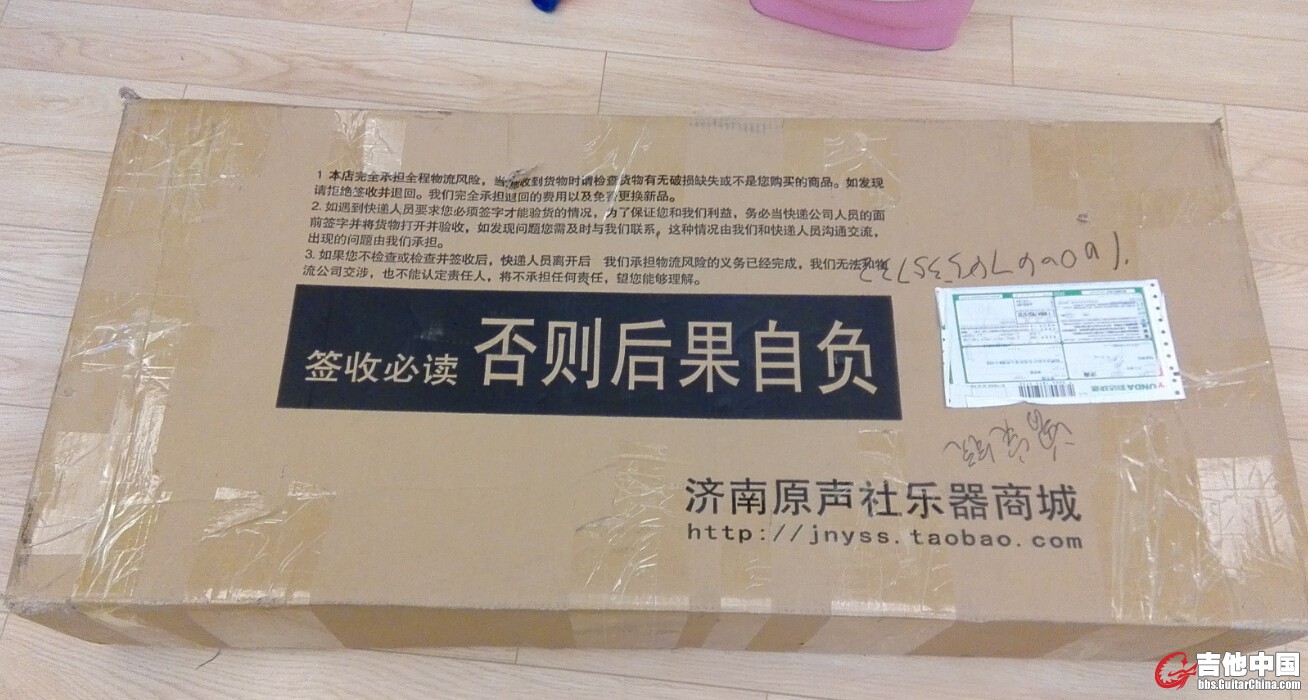 1 本店完全承担全程物流风险，当您收到货物时请检查货物有无破损缺失或不是您购买的商品。如发现
请拒绝签收并退回。我们完全承担退回的费用以及免费更换新品。
2. 如遇到快递人员要求您必须签字才能验货的情况，为了保证您和我们利益，务必当快递公司人员的面
前签字并将货物打开并验收，如发现问题您需及时与我们联系，这种情况由我们和快递人员沟通交流，
出现的问题由我们承担。
3. 如果您不检查或检查并签收后，快递人员离开后 我们承担物流风险的义务已经完成，我们无法和物
流公司交涉，也不能认定责任人，将不承担任何责任，望您能够理解。
签收必读 否则后果自负
YUNDA韵达快递
济南原声社乐器商城
http://jnyss.taobao.com
吉他中国
bbs.GuitarChina.com